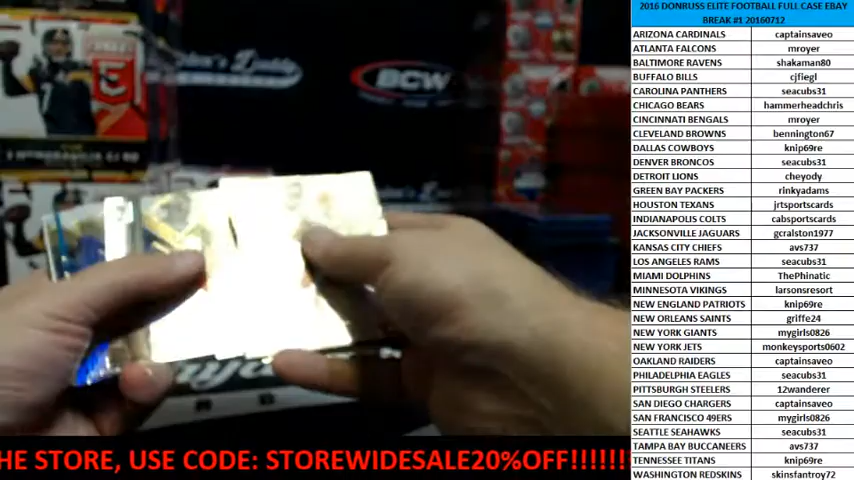 2016 DONRUSS ELITE FOOTBALL FULL CASE EBAY
BREAK #1 20160712
ARIZONA CARDINALS captainsaveo
ATLANTA FALCONS mroyer
BALTIMORE RAVENS shakaman80
BUFFALO BILLS cjfiegl
CAROLINA PANTHERS seacubs31
CHICAGO BEARS hammerheadchris
CINCINNATI BENGALS mroyer
CLEVELAND BROWNS bennington67
DALLAS COWBOYS knip69re
DENVER BRONCOS seacubs31
DETROIT LIONS cheyody
GREEN BAY PACKERS rinkyadams
HOUSTON TEXANS jrtsportscards
INDIANAPOLIS COLTS cabsportscards
JACKSONVILLE JAGUARS gcralston1977
KANSAS CITY CHIEFS avs737
LOS ANGELES RAMS seacubs31
MIAMI DOLPHINS ThePhinatic
MINNESOTA VIKINGS larsonsresort
NEW ENGLAND PATRIOTS knip69re
NEW ORLEANS SAINTS griffe24
NEW YORK GIANTS mygirls0826
NEW YORK JETS monkeysports0602
OAKLAND RAIDERS captainsaveo
PHILADELPHIA EAGLES seacubs31
PITTSBURGH STEELERS 12wanderer
SAN DIEGO CHARGERS captainsaveo
SAN FRANCISCO 49ERS mygirls0826
SEATTLE SEAHAWKS seacubs31
TAMPA BAY BUCCANEERS avs737
TENNESSEE TITANS knip69re
WASHINGTON REDSKINS skinsfantroy72
BCW
HE STORE, USE CODE: STOREWIDESALE20%OFF!!!!!!!